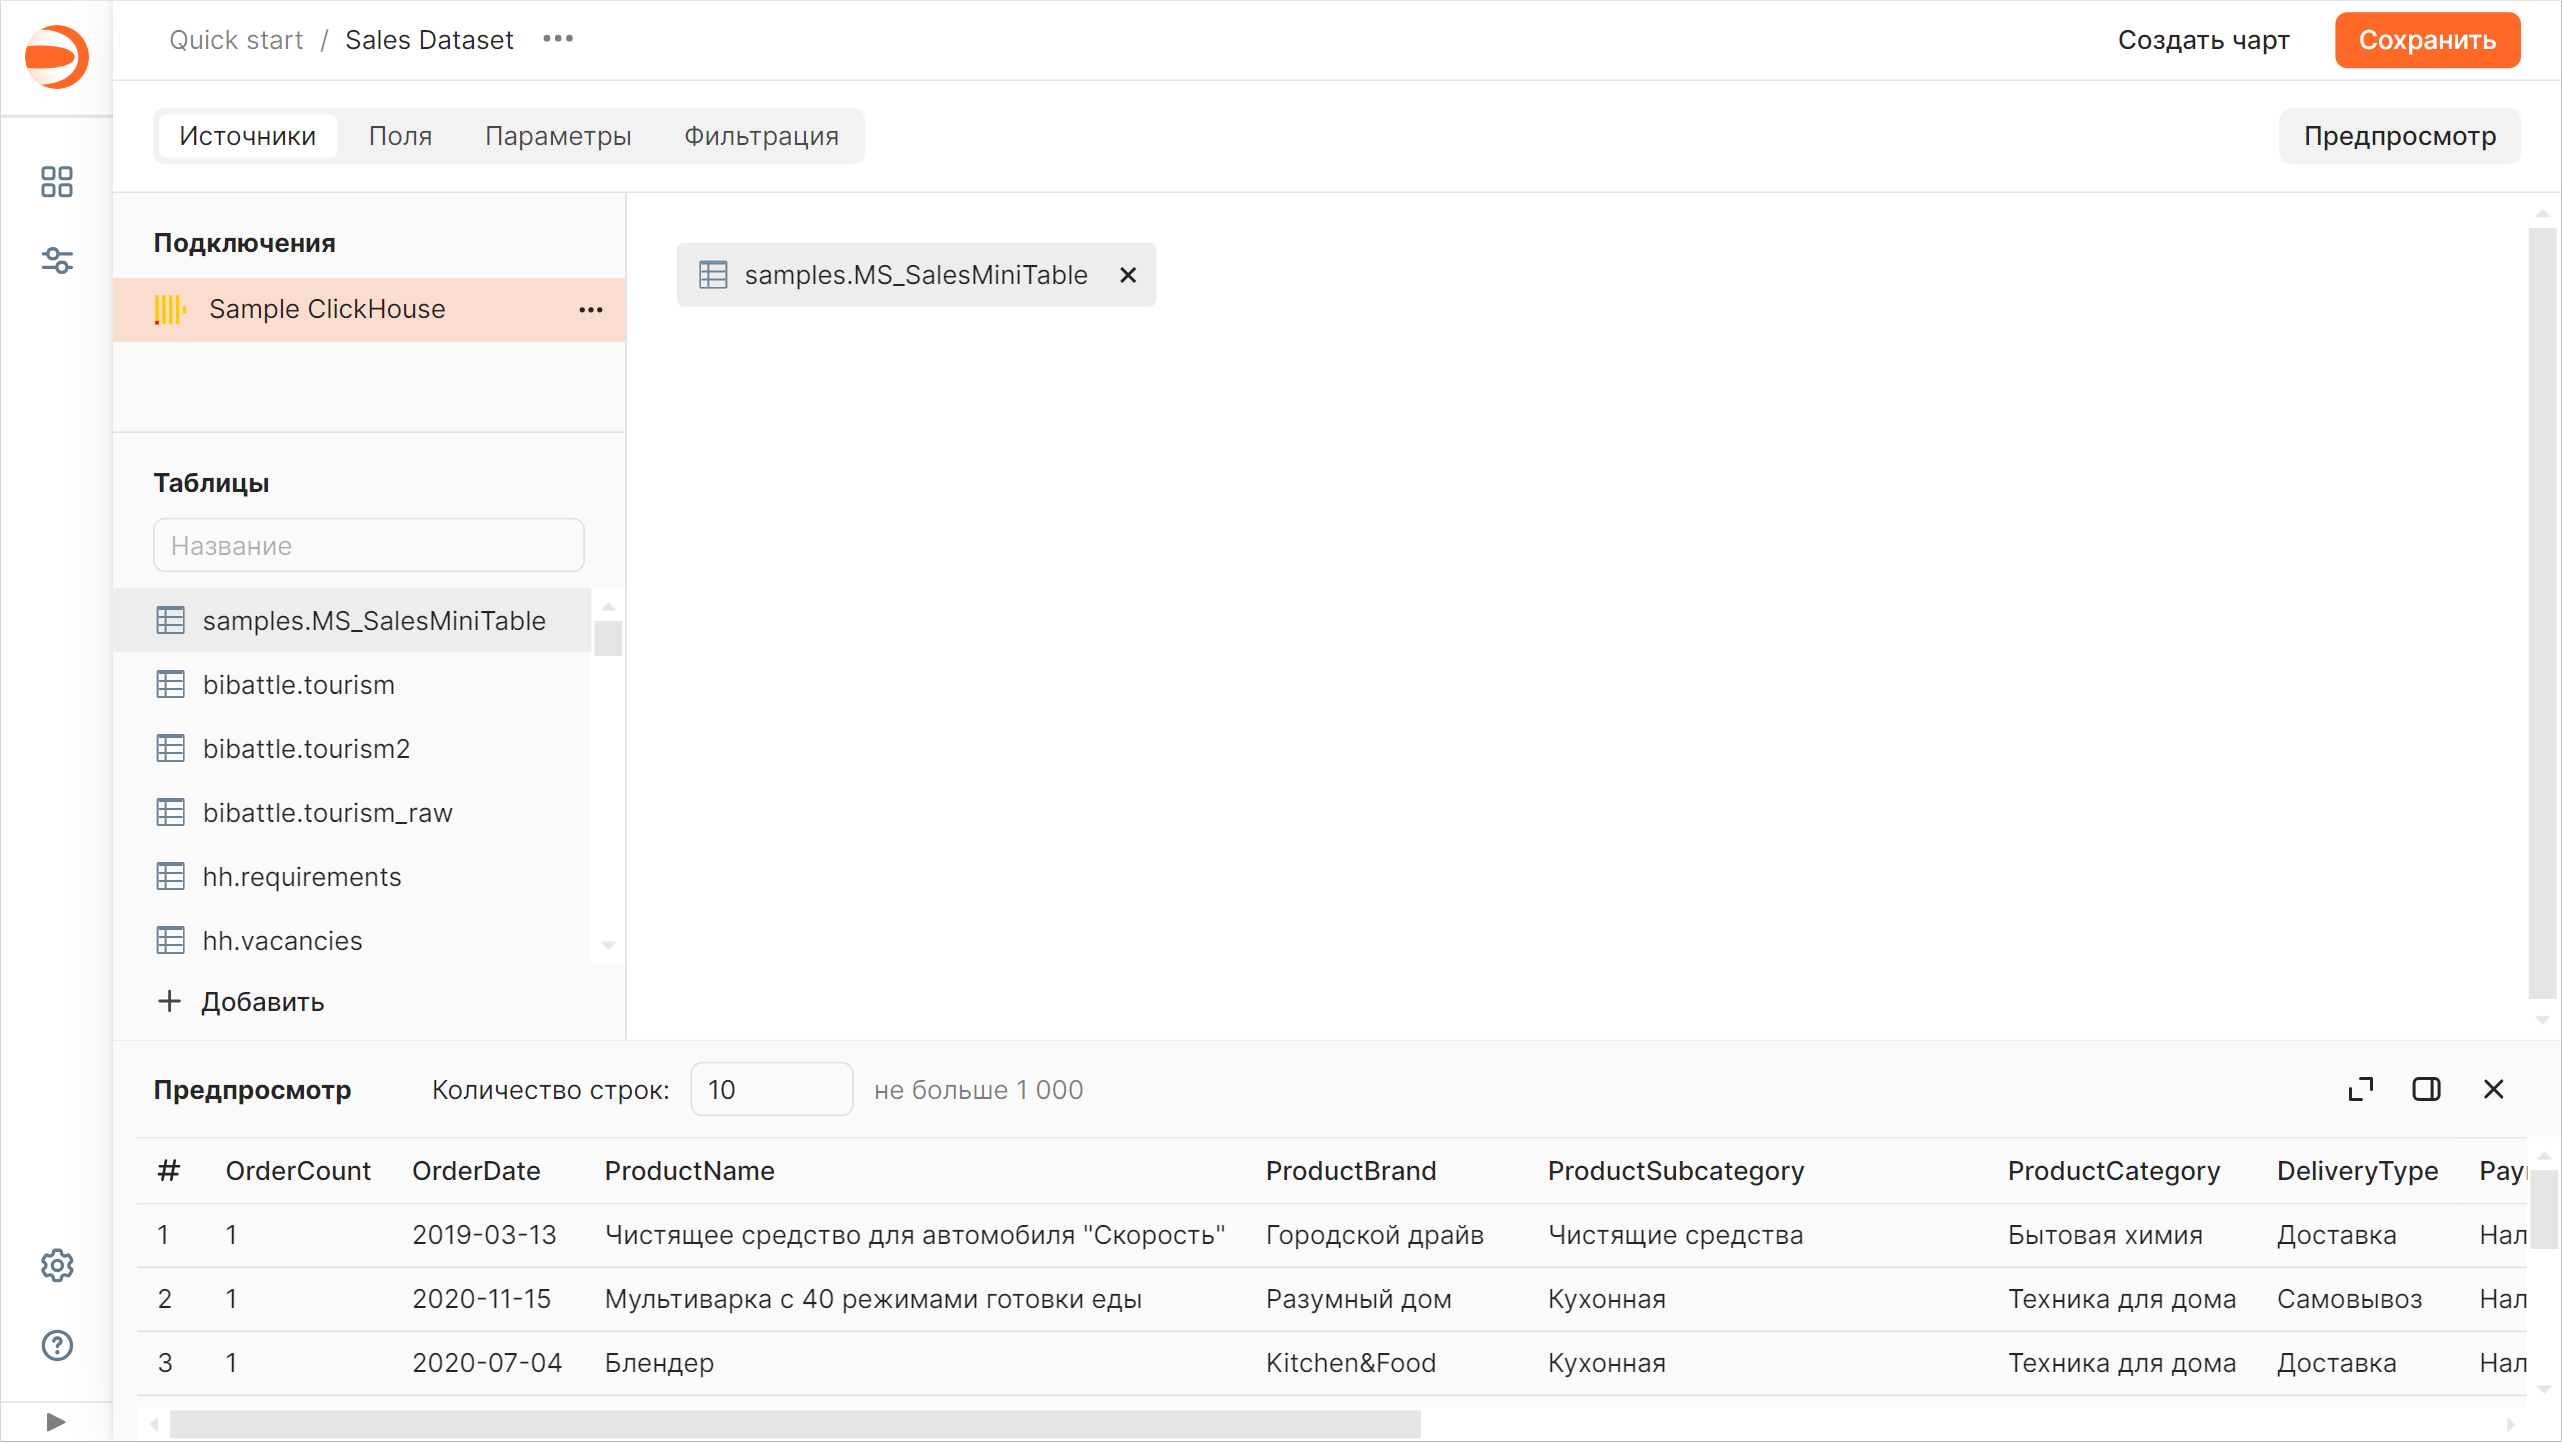 Quick start / Sales Dataset ···
Создать чарт
Сохранить
Источники Поля Параметры Фильтрация
Предпросмотр
Подключения
Sample ClickHouse
samples.MS_SalesMiniTable
Таблицы
Название
samples.MS_SalesMiniTable
bibattle.tourism
bibattle.tourism2
bibattle.tourism_raw
hh.requirements
hh.vacancies
+ Добавить
Предпросмотр Количество строк: 10 не больше 1 000
# OrderCount OrderDate ProductName ProductBrand ProductSubcategory ProductCategory DeliveryType
1 1 2019-03-13 Чистящее средство для автомобиля "Скорость" Городской драйв Чистящие средства Бытовая химия Доставка Нал
2 1 2020-11-15 Мультиварка с 40 режимами готовки еды Разумный дом Кухонная Техника для дома Самовывоз Нал
3 1 2020-07-04 Блендер Kitchen&Food Кухонная Техника для дома Доставка Нал